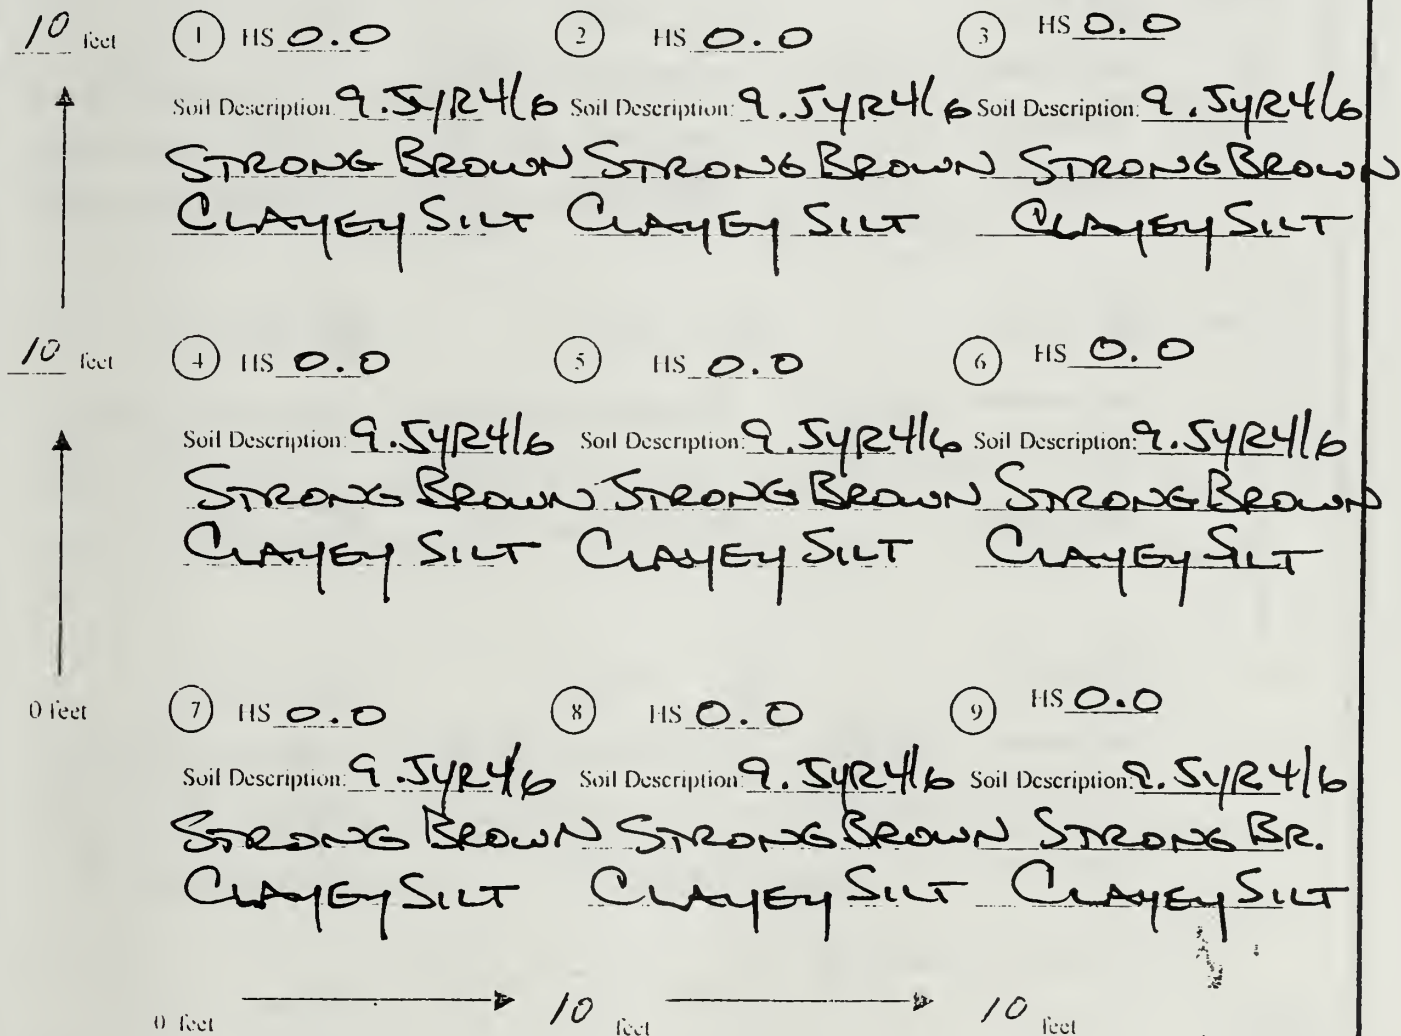 10 feet 1 HS 0.0 2 HS 0.0 3 HS 0.0
Soil Description: 9.5YR4/6 Soil Description: 9.5YR4/6 Soil Description: 9.5YR4/6
STRONG BROWN STRONG BROWN STRONG BROWN
CLAYEY SILT CLAYEY SILT CLAYEY SILT
10 feet 4 HS 0.0 5 HS 0.0 6 HS 0.0
Soil Description: 9.5YR4/6 Soil Description: 9.5YR4/6 Soil Description: 9.5YR4/6
STRONG BROWN STRONG BROWN STRONG BROWN
CLAYEY SILT CLAYEY SILT CLAYEY SILT
0 feet 7 HS 0.0 8 HS 0.0 9 HS 0.0
Soil Description: 9.5YR4/6 Soil Description: 9.5YR4/6 Soil Description: 9.5YR4/6
STRONG BROWN STRONG BROWN STRONG BR.
CLAYEY SILT CLAYEY SILT CLAYEY SILT
0 feet 10 feet 10 feet